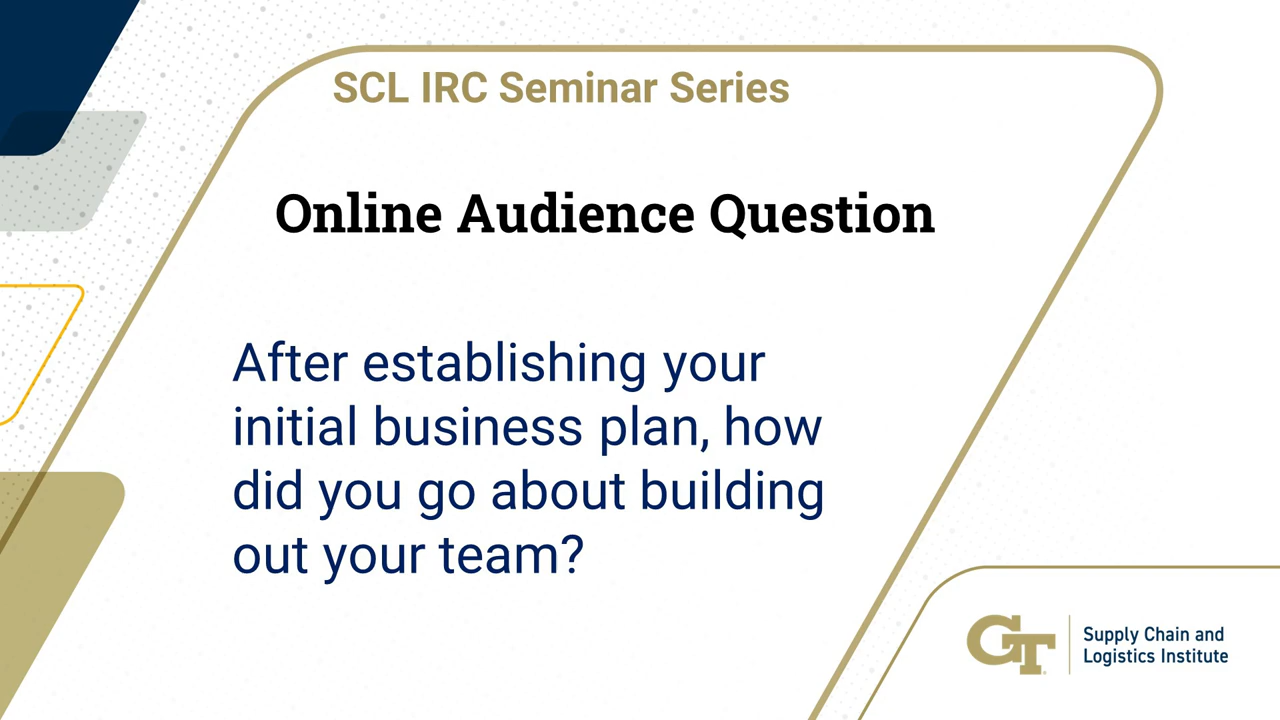 SCL IRC Seminar Series
Online Audience Question
After establishing your
initial business plan, how
did you go about building
out your team?
GT
Supply Chain and
Logistics Institute